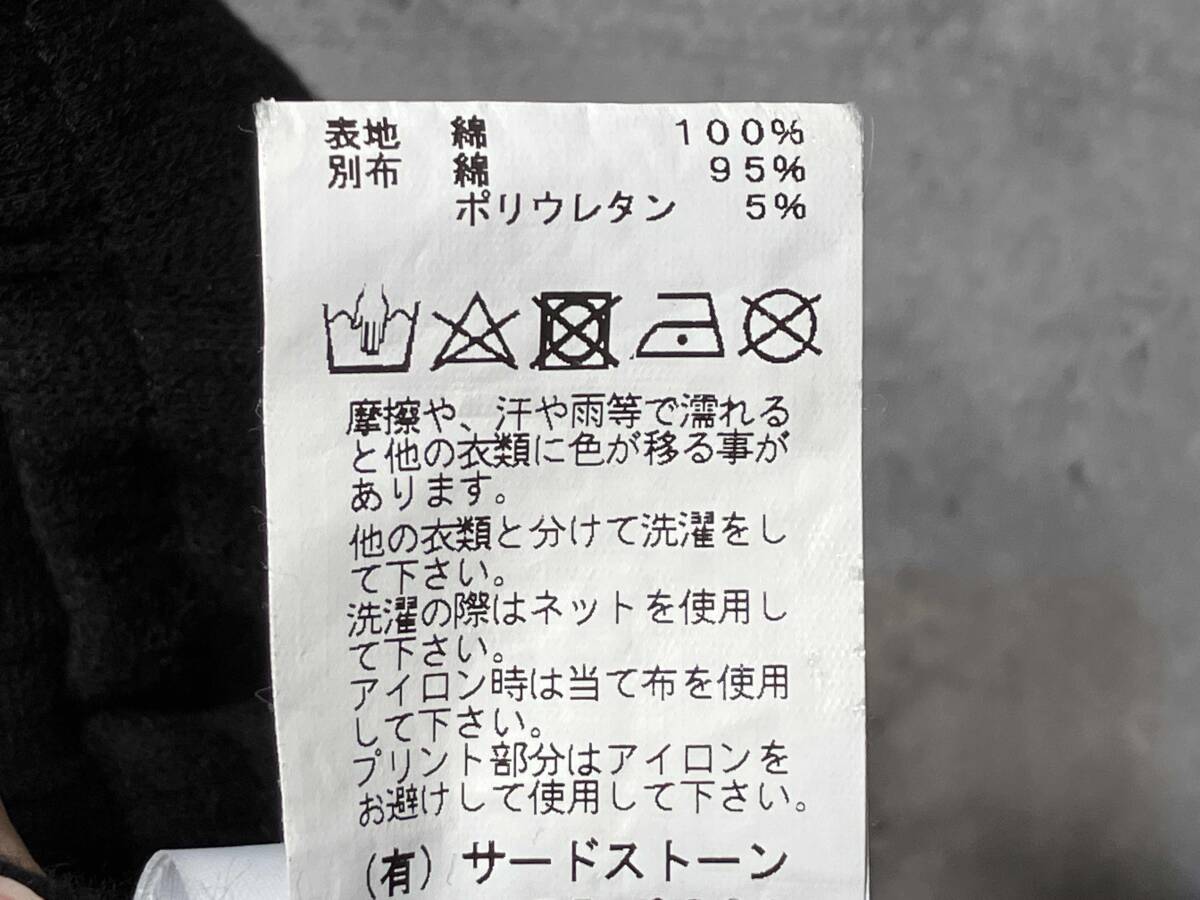 表地 綿 100%
別布 綿 95%
ポリウレタン 5%
摩擦や、汗や雨等で濡れる
と他の衣類に色が移る事が
あります。
他の衣類と分けて洗濯をし
て下さい。
洗濯の際はネットを使用し
て下さい。
アイロン時は当て布を使用
して下さい。
プリント部分はアイロンを
お避けして使用して下さい。
(有)サードストーン